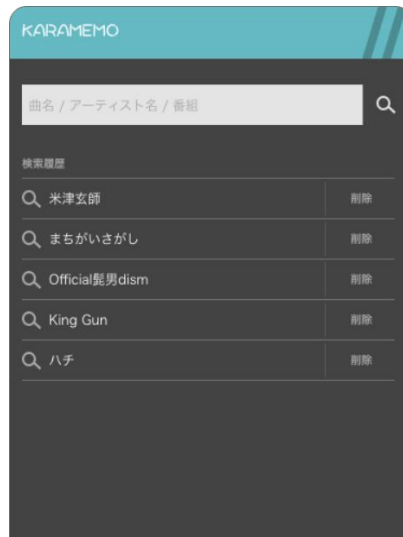 KARAMEMO
曲名 / アーティスト名 / 番組
検索履歴
米津玄師 削除
まちがいさがし 削除
Official髭男dism 削除
King Gun 削除
ハチ 削除